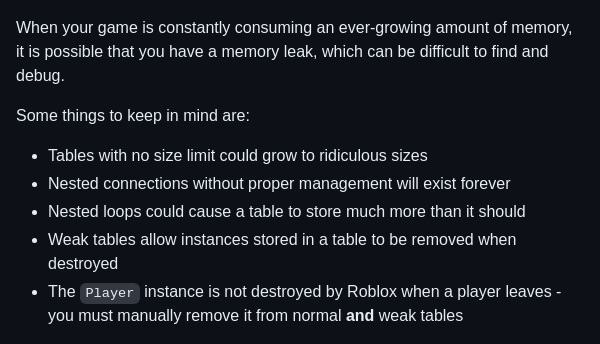 When your game is constantly consuming an ever-growing amount of memory,
it is possible that you have a memory leak, which can be difficult to find and
debug.
Some things to keep in mind are:
• Tables with no size limit could grow to ridiculous sizes
• Nested connections without proper management will exist forever
• Nested loops could cause a table to store much more than it should
• Weak tables allow instances stored in a table to be removed when
destroyed
• The Player instance is not destroyed by Roblox when a player leaves -
you must manually remove it from normal and weak tables